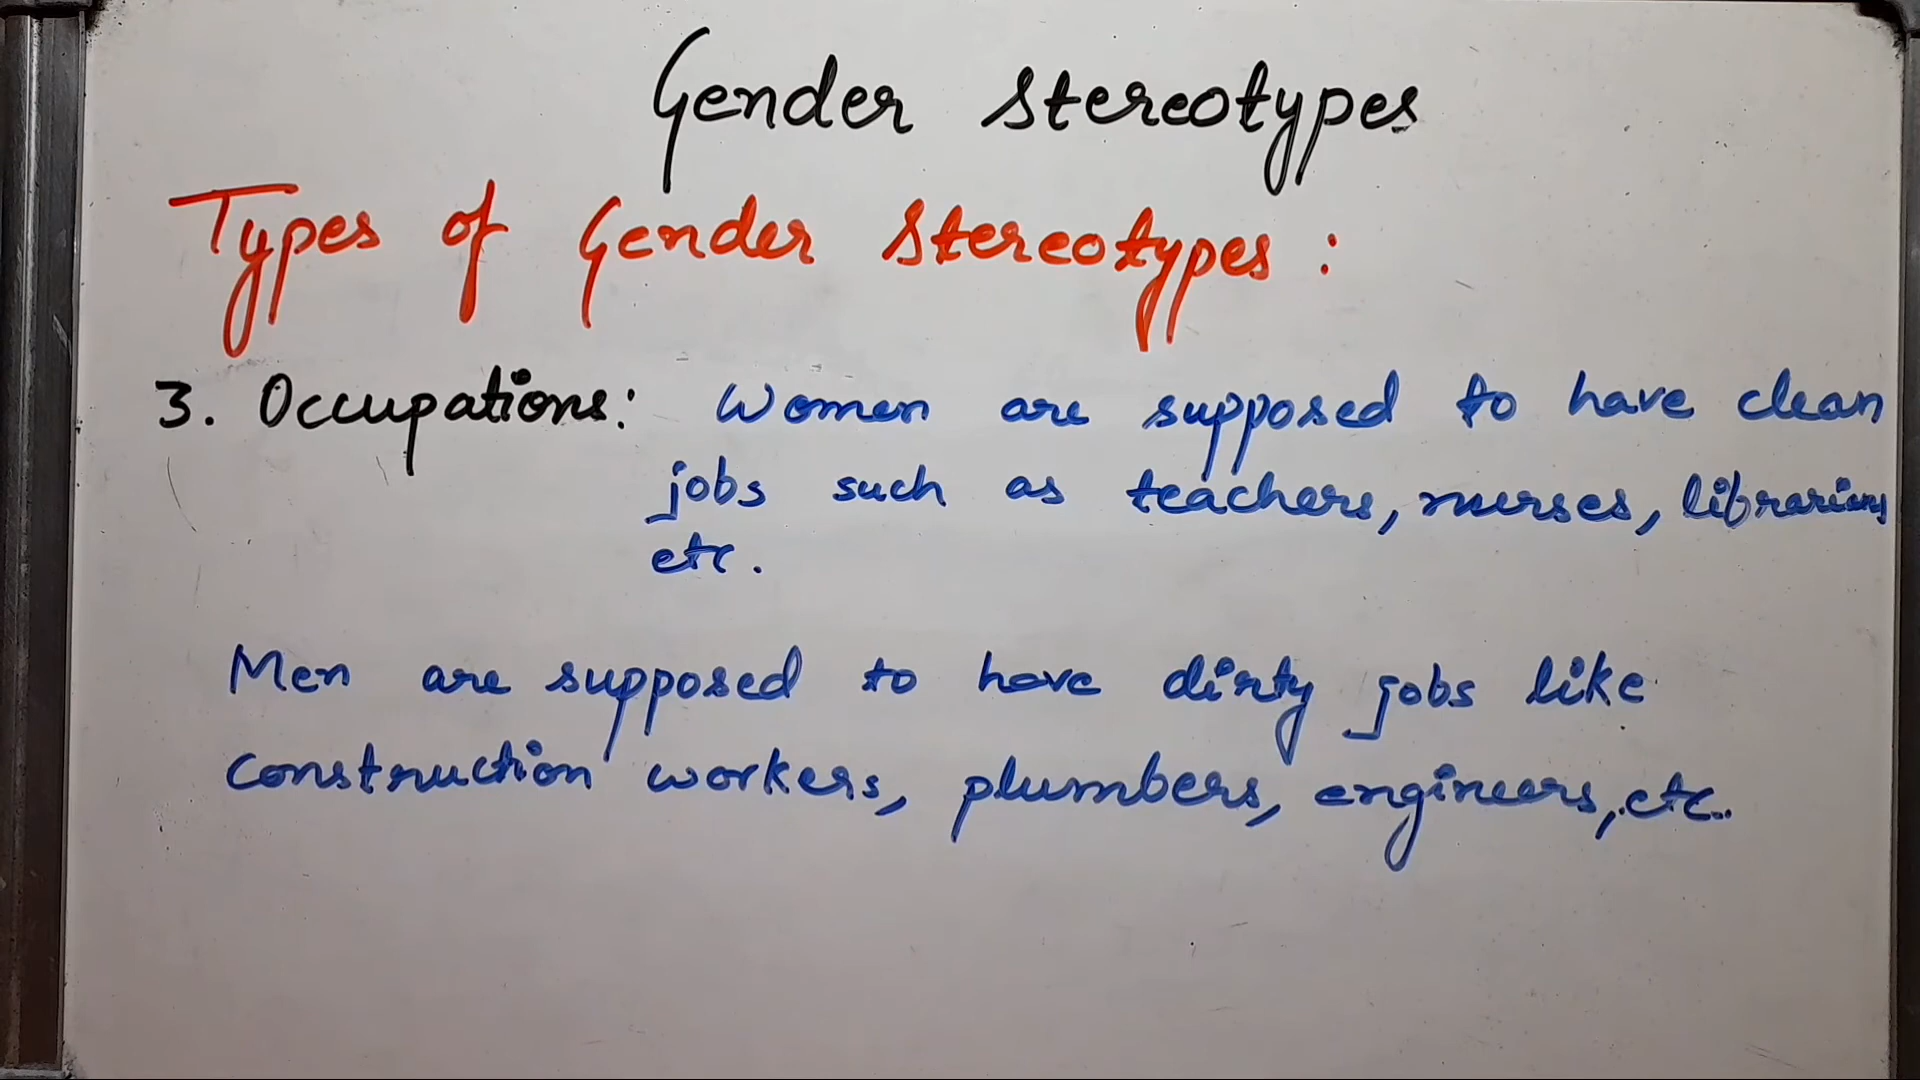 Gender Stereotypes
Types of Gender Stereotypes :
3. Occupations: Women are supposed to have clean
jobs such as teachers, nurses, librarians
etc.
Men are supposed to have dirty jobs like
construction workers, plumbers, engineers, etc.